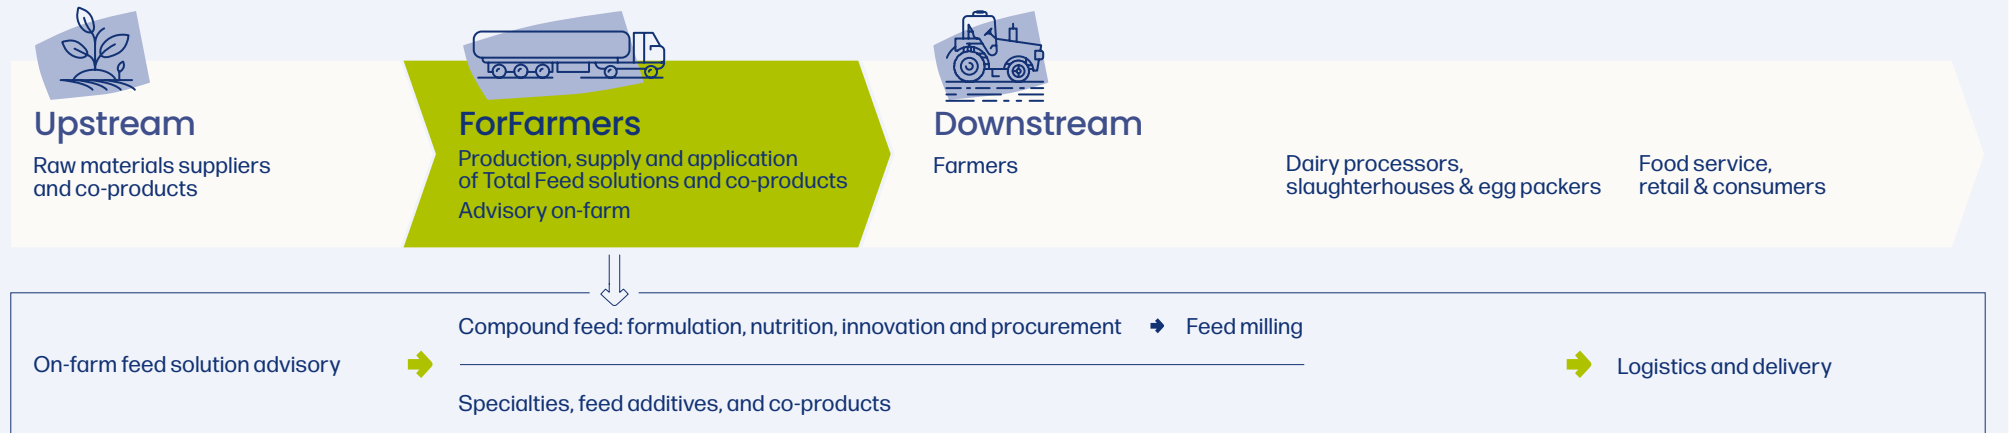 Upstream
Raw materials suppliers
and co-products
ForFarmers
Production, supply and application
of Total Feed solutions and co-products
Advisory on-farm
Downstream
Farmers
Dairy processors,
slaughterhouses & egg packers
Food service,
retail & consumers
On-farm feed solution advisory
Compound feed: formulation, nutrition, innovation and procurement
Feed milling
Specialties, feed additives, and co-products
Logistics and delivery